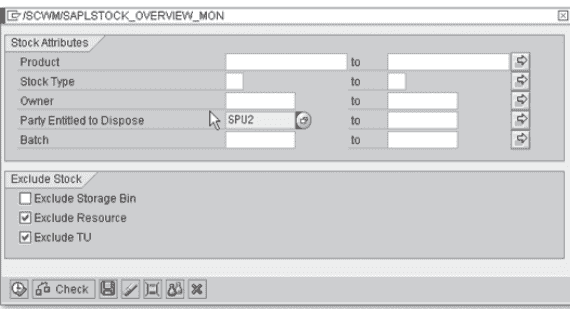 /SCWM/SAPLSTOCK_OVERVIEW_MON
Stock Attributes
Product to
Stock Type to
Owner to
Party Entitled to Dispose SPU2 to
Batch to
Exclude Stock
Exclude Storage Bin
Exclude Resource
Exclude TU
Check